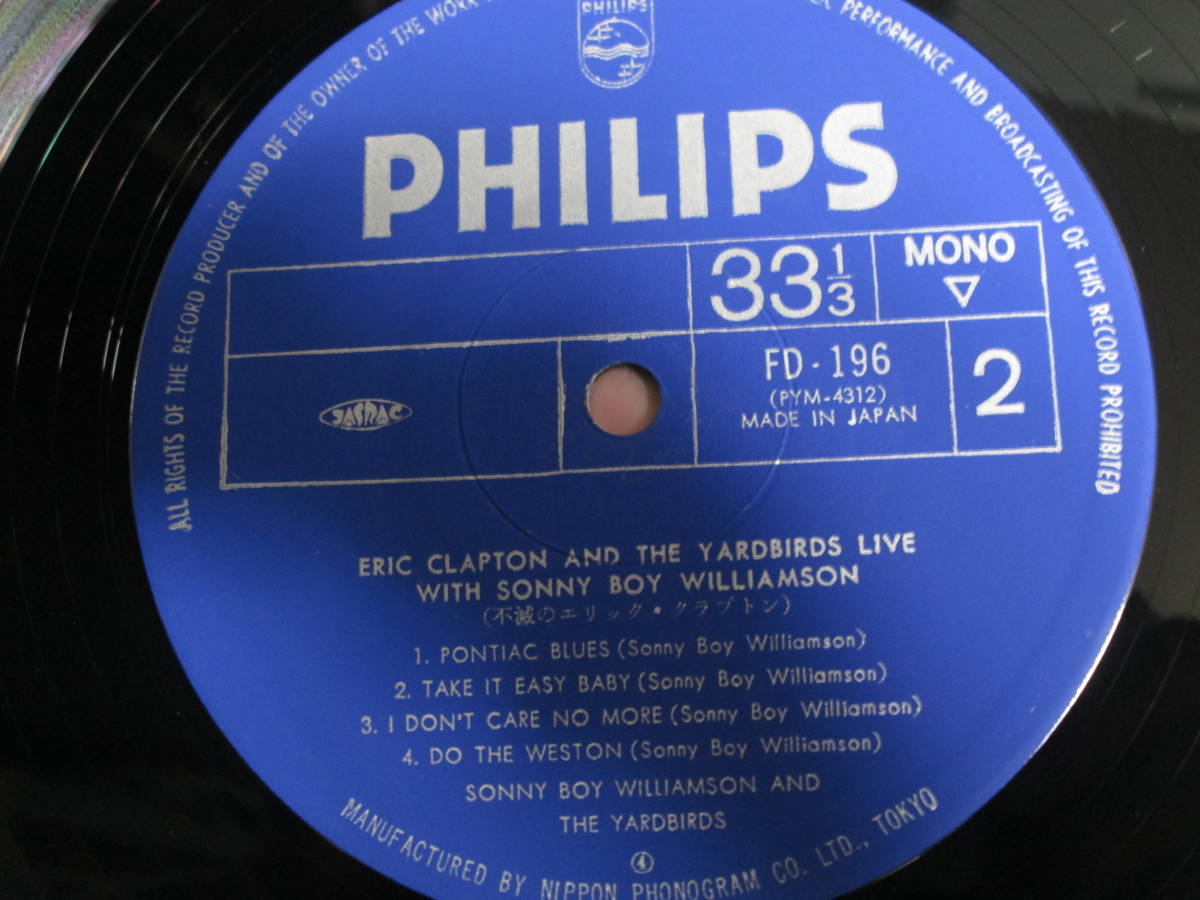 PHILIPS
ALL RIGHTS OF THE RECORD PRODUCER AND OF THE OWNER OF THE WORK
PERFORMANCE AND BROADCASTING OF THIS RECORD PROHIBITED
PHILIPS
33 1/3
MONO
▽
JASRAC
FD - 196
(PYM-4312)
MADE IN JAPAN
2
ERIC CLAPTON AND THE YARDBIRDS LIVE
WITH SONNY BOY WILLIAMSON
(不滅のエリック・クラプトン)
1. PONTIAC BLUES (Sonny Boy Williamson)
2. TAKE IT EASY BABY (Sonny Boy Williamson)
3. I DON'T CARE NO MORE (Sonny Boy Williamson)
4. DO THE WESTON (Sonny Boy Williamson)
SONNY BOY WILLIAMSON AND
THE YARDBIRDS
④
MANUFACTURED BY NIPPON PHONOGRAM CO. LTD., TOKYO